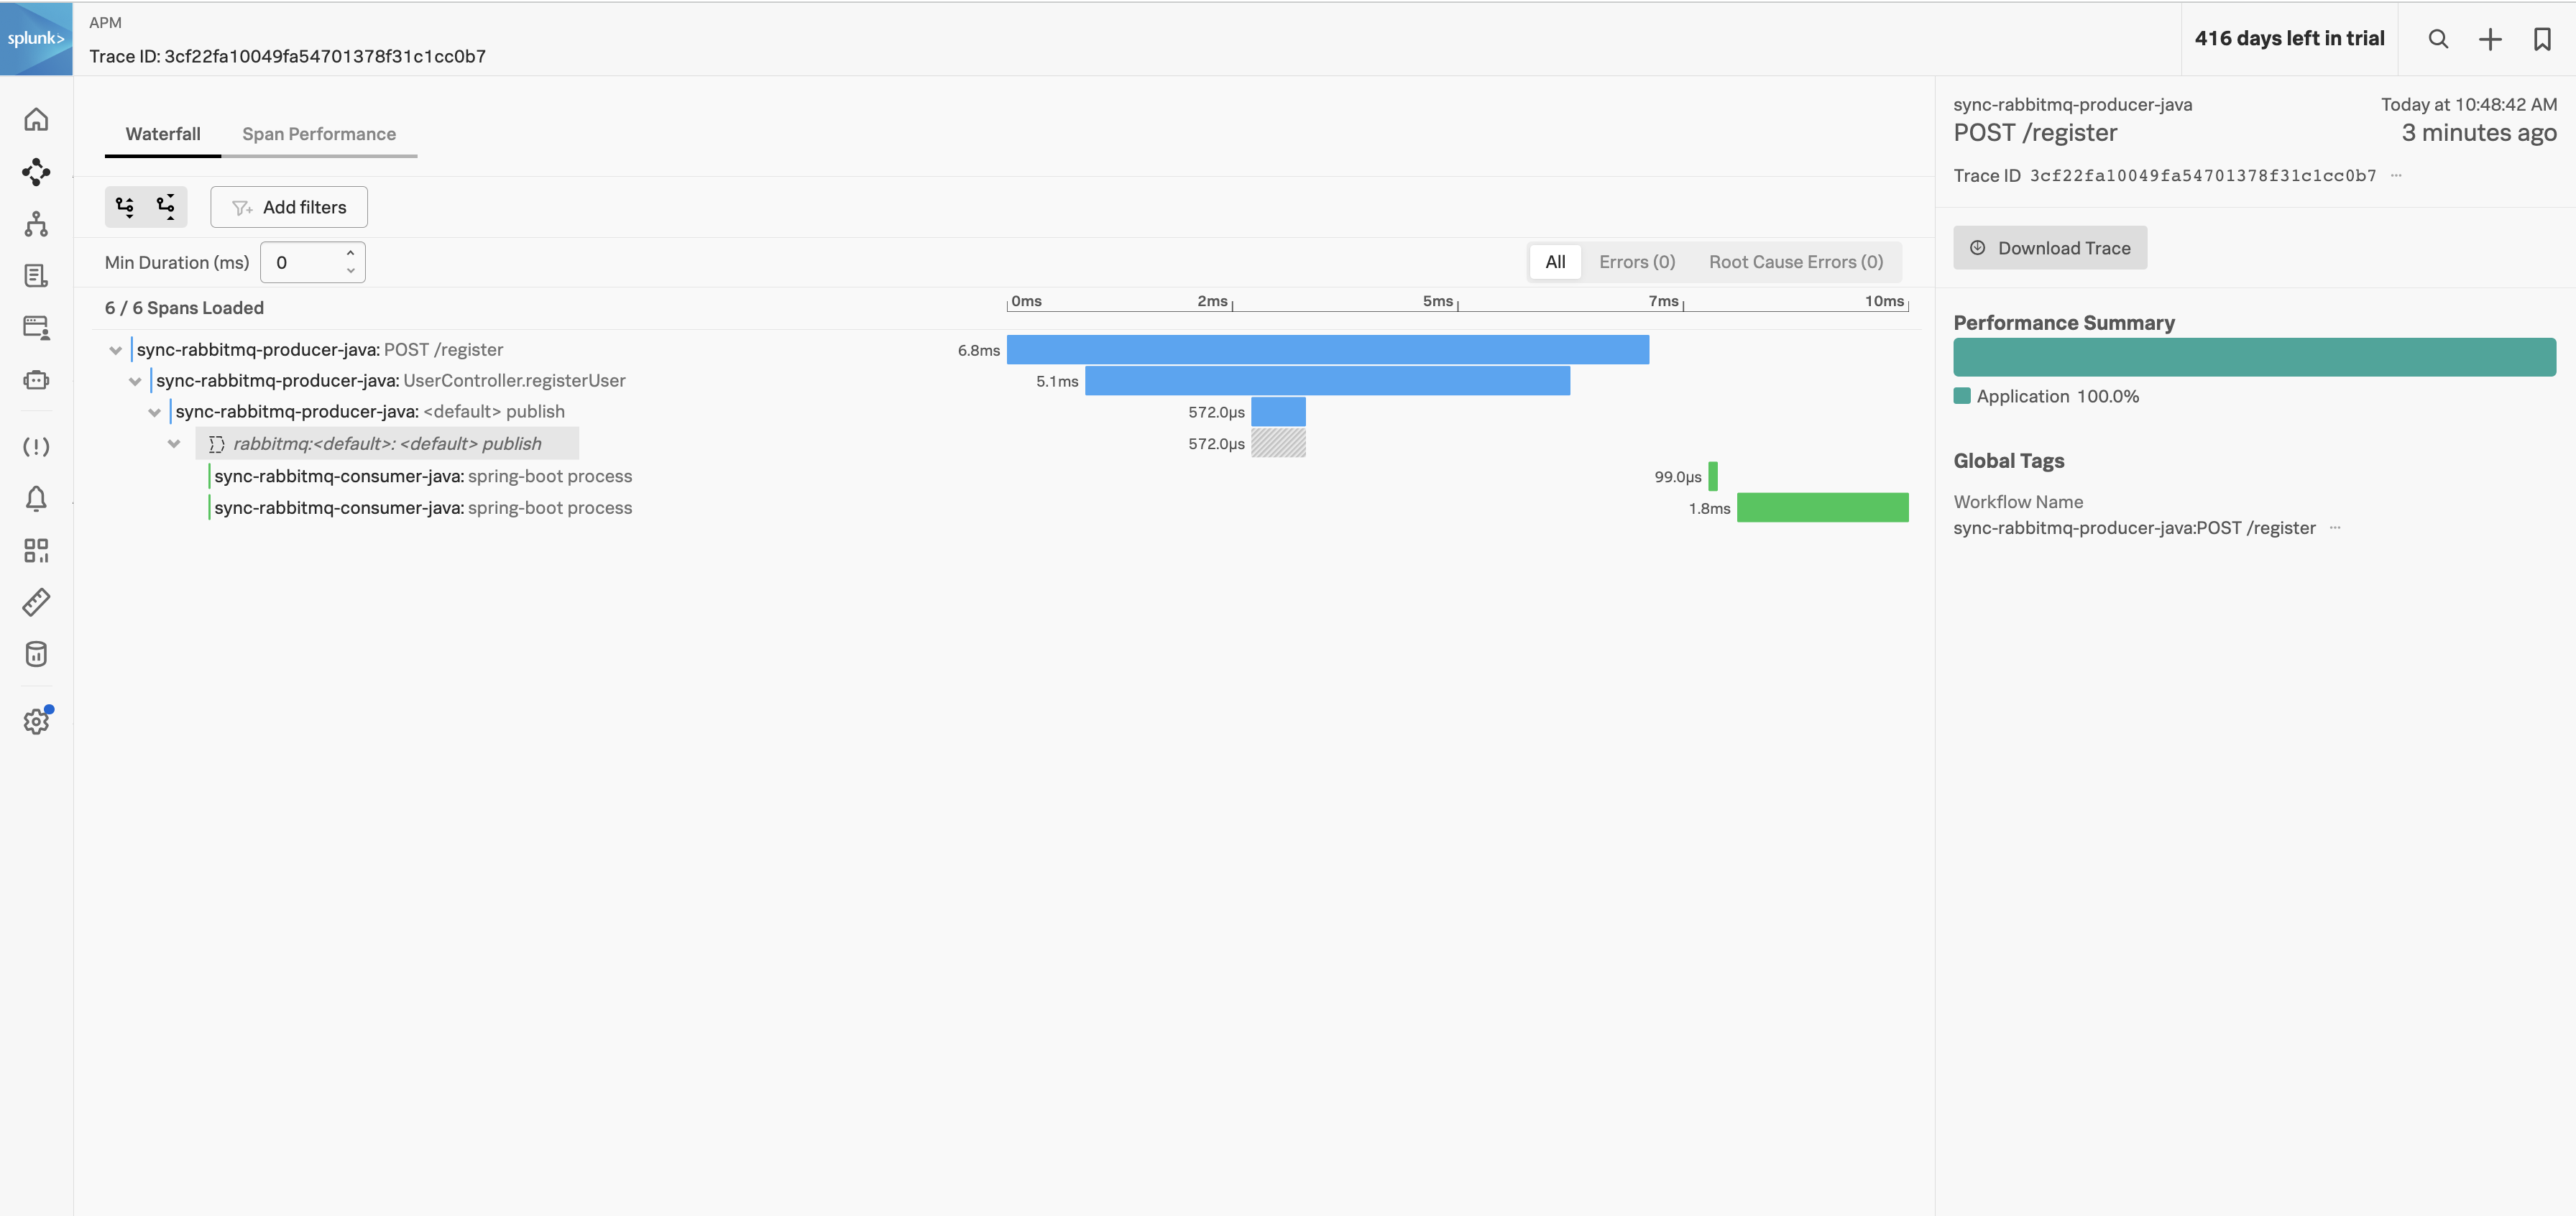 splunk>
APM
Trace ID: 3cf22fa10049fa54701378f31c1cc0b7
416 days left in trial
Waterfall
Span Performance
Add filters
Min Duration (ms)
0
All
Errors (0)
Root Cause Errors (0)
6 / 6 Spans Loaded
0ms
2ms
5ms
7ms
10ms
sync-rabbitmq-producer-java: POST /register
6.8ms
sync-rabbitmq-producer-java: UserController.registerUser
5.1ms
sync-rabbitmq-producer-java: <default> publish
572.0µs
rabbitmq:<default>: <default> publish
572.0µs
sync-rabbitmq-consumer-java: spring-boot process
99.0µs
sync-rabbitmq-consumer-java: spring-boot process
1.8ms
sync-rabbitmq-producer-java
Today at 10:48:42 AM
POST /register
3 minutes ago
Trace ID 3cf22fa10049fa54701378f31c1cc0b7 ···
Download Trace
Performance Summary
Application 100.0%
Global Tags
Workflow Name
sync-rabbitmq-producer-java:POST /register ···